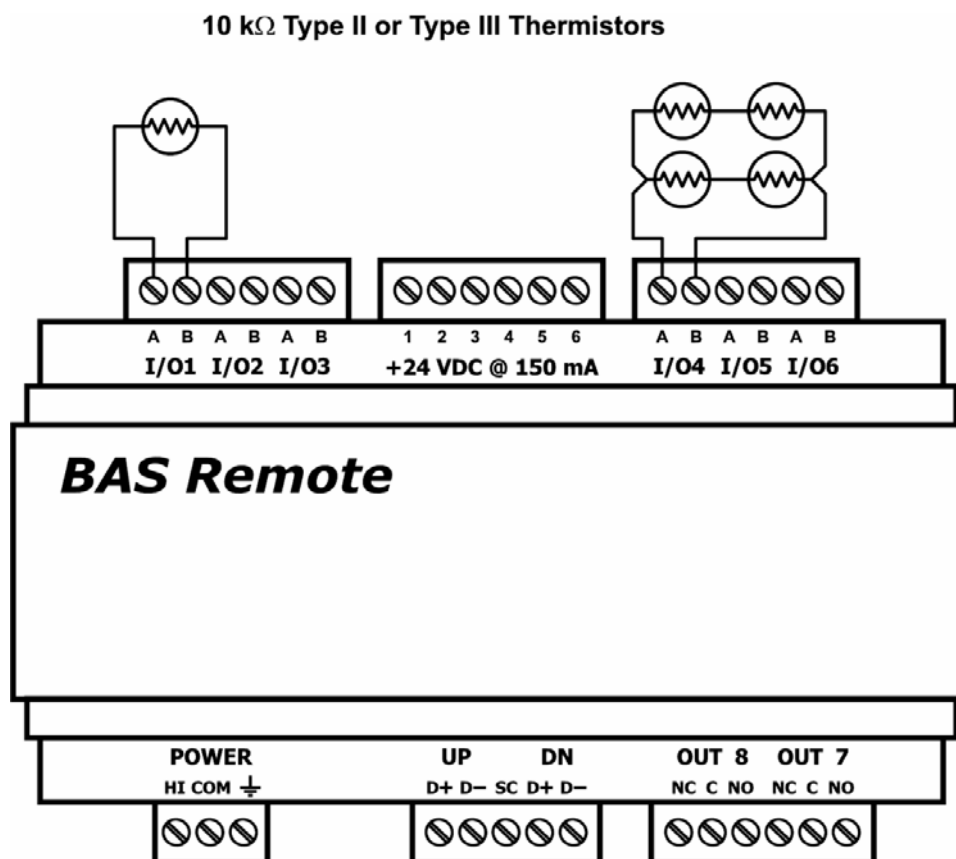 10 kΩ Type II or Type III Thermistors
A B A B A B
I/O1 I/O2 I/O3
1 2 3 4 5 6
+24 VDC @ 150 mA
A B A B A B
I/O4 I/O5 I/O6
BAS Remote
POWER
HI COM
UP DN
D+ D− SC D+ D−
OUT 8 OUT 7
NC C NO NC C NO